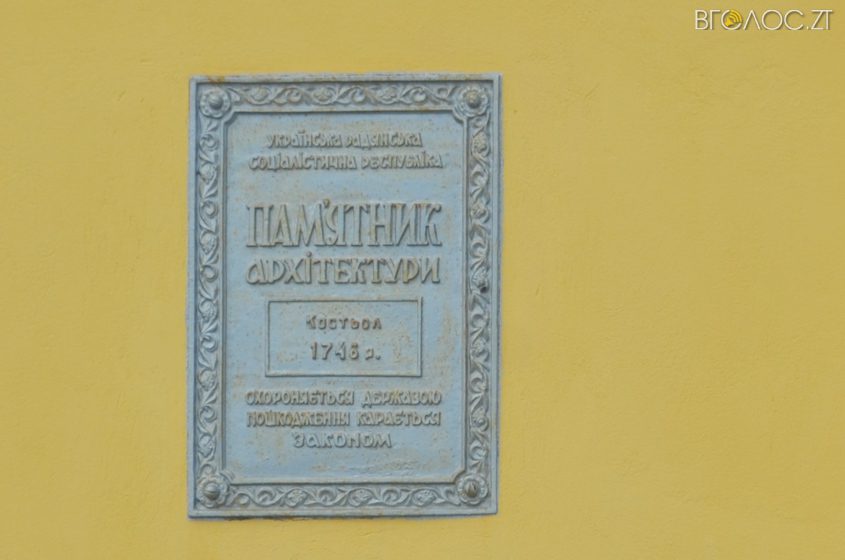 ВГОЛОС.ZT
УКРАЇНСЬКА РАДЯНСЬКА
СОЦІАЛІСТИЧНА РЕСПУБЛІКА
ПАМ'ЯТНИК
АРХІТЕКТУРИ
Костьол
1746 р.
ОХОРОНЯЄТЬСЯ ДЕРЖАВОЮ
ПОШКОДЖЕННЯ КАРАЄТЬСЯ
ЗАКОНОМ